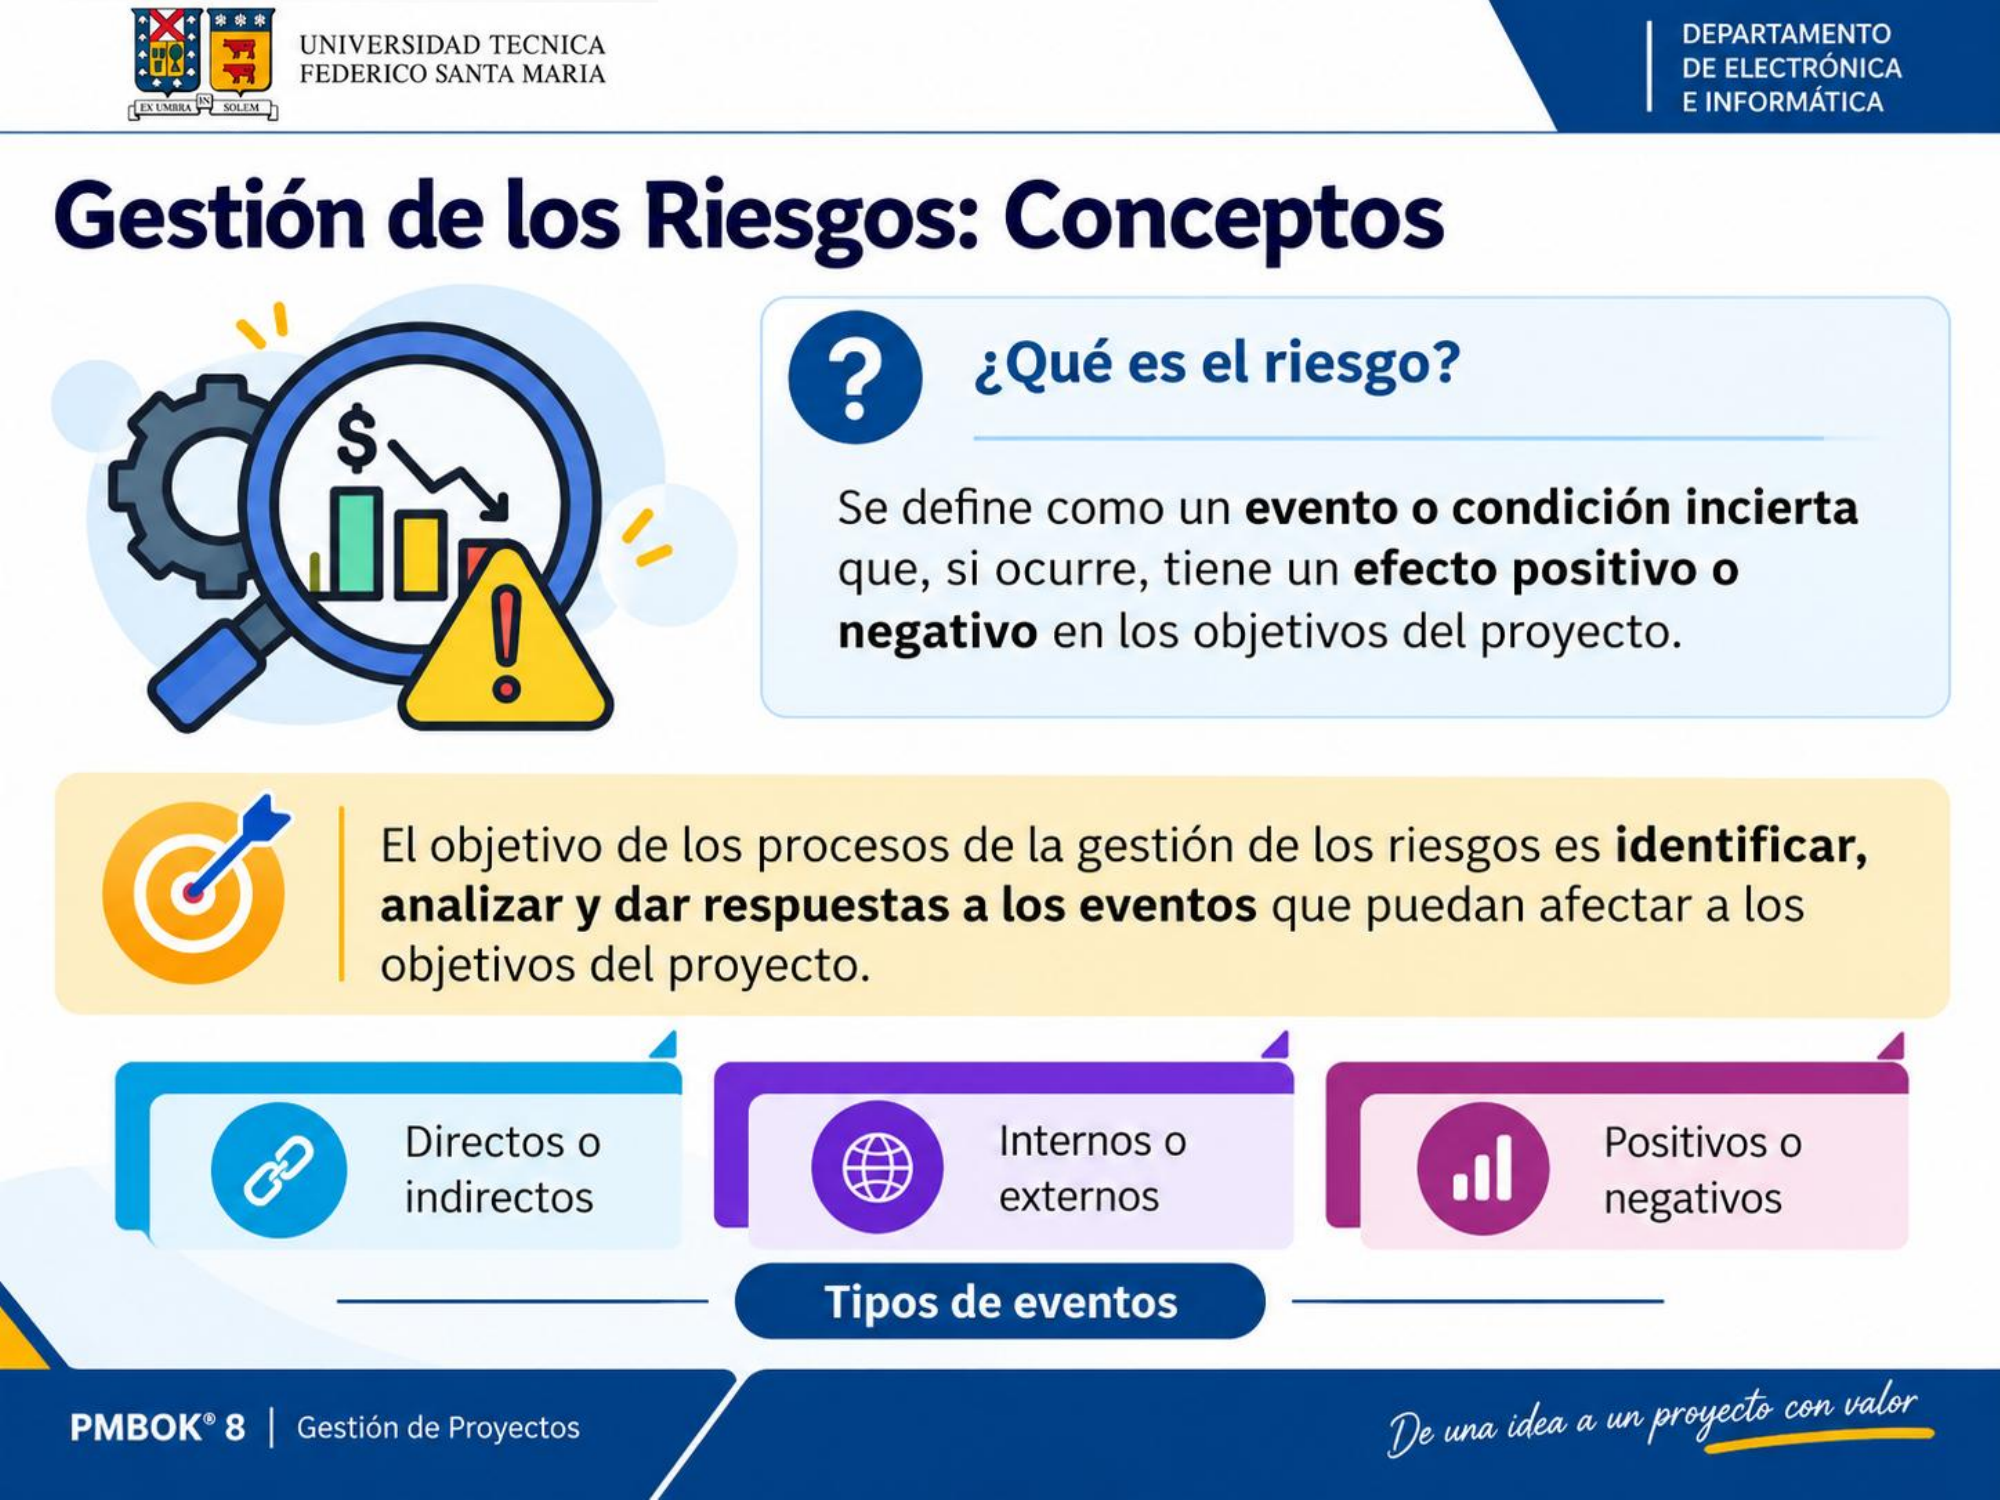 EX UMBRA IN SOLEM
UNIVERSIDAD TECNICA
FEDERICO SANTA MARIA
DEPARTAMENTO
DE ELECTRÓNICA
E INFORMÁTICA
Gestión de los Riesgos: Conceptos
$
?
¿Qué es el riesgo?
Se define como un evento o condición incierta
que, si ocurre, tiene un efecto positivo o
negativo en los objetivos del proyecto.
!
El objetivo de los procesos de la gestión de los riesgos es identificar,
analizar y dar respuestas a los eventos que puedan afectar a los
objetivos del proyecto.
Directos o
indirectos
Internos o
externos
Positivos o
negativos
Tipos de eventos
PMBOK® 8 | Gestión de Proyectos
De una idea a un proyecto con valor